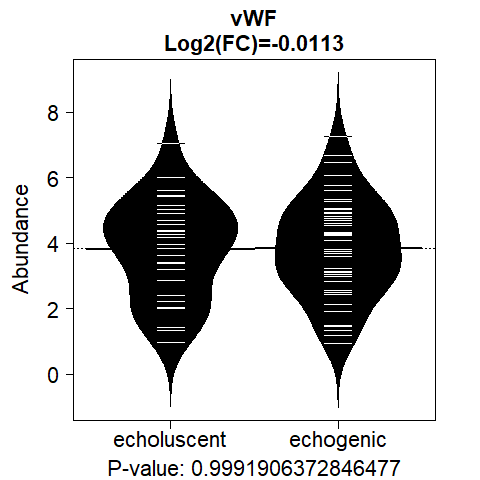 vWF
Log2(FC)=-0.0113
Abundance
8
6
4
2
0
echoluscent echogenic
P-value: 0.9991906372846477